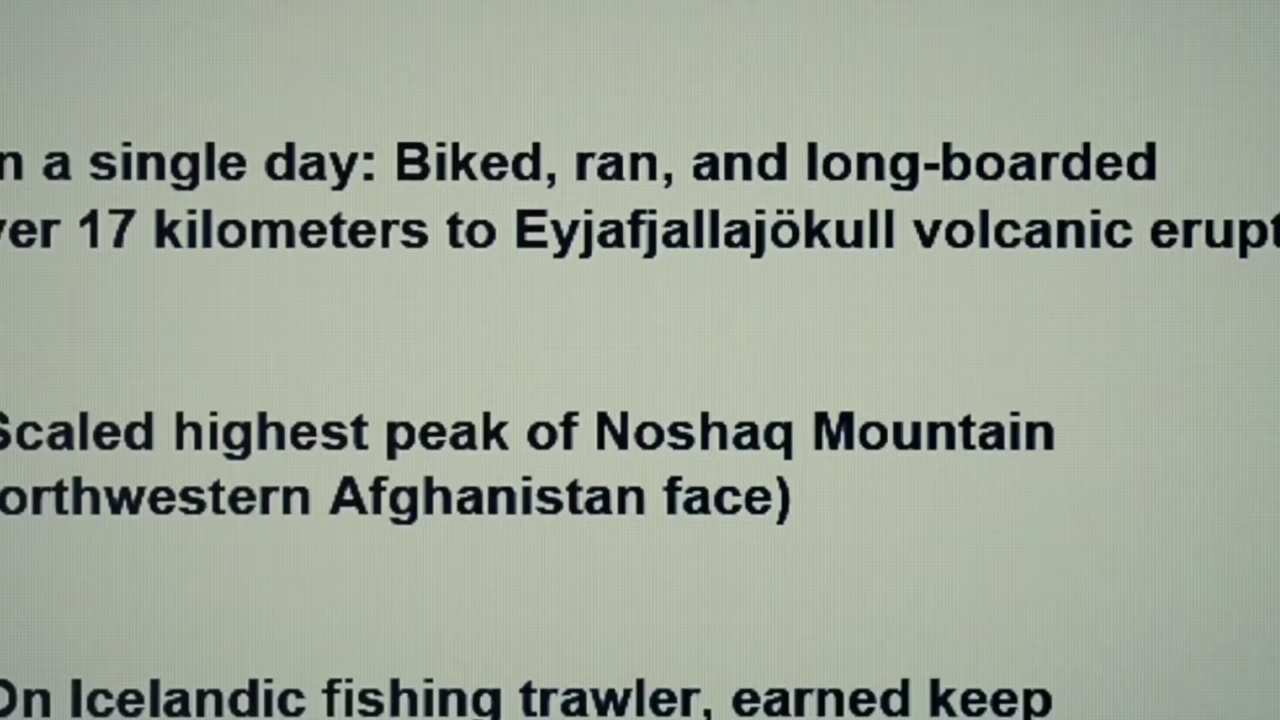 n a single day: Biked, ran, and long-boarded
ver 17 kilometers to Eyjafjallajökull volcanic erupt
Scaled highest peak of Noshaq Mountain
orthwestern Afghanistan face)
On Icelandic fishing trawler, earned keep